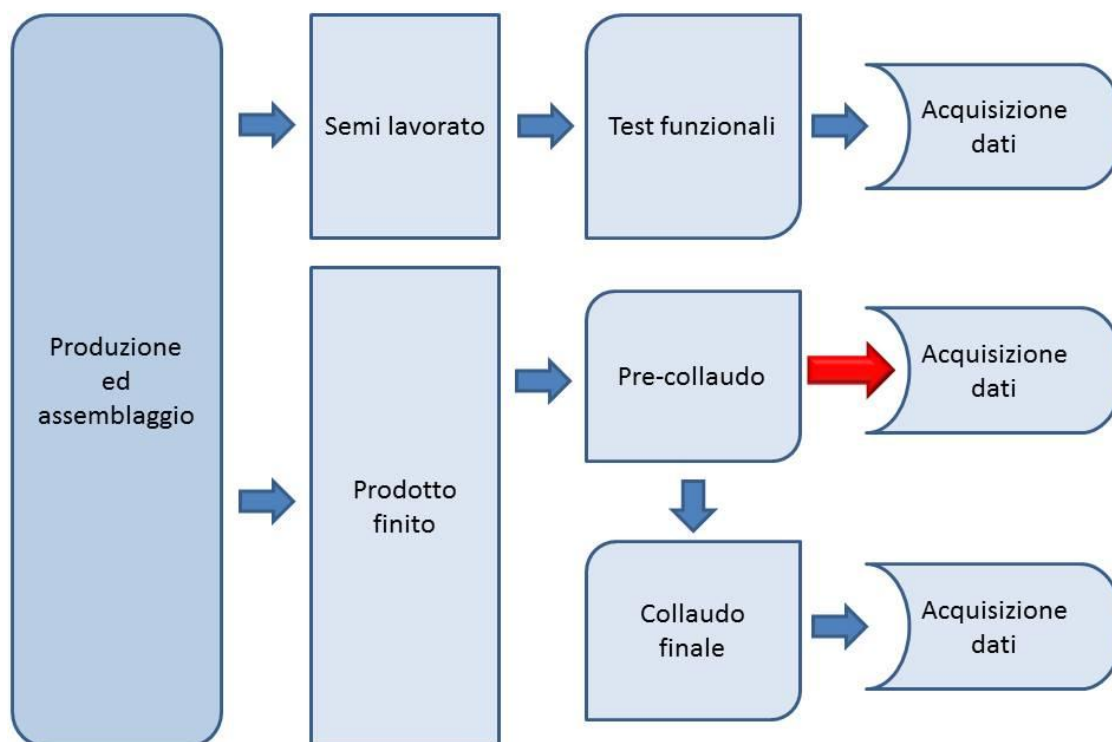 Produzione
ed
assemblaggio
Semi lavorato
Test funzionali
Acquisizione
dati
Prodotto
finito
Pre-collaudo
Acquisizione
dati
Collaudo
finale
Acquisizione
dati